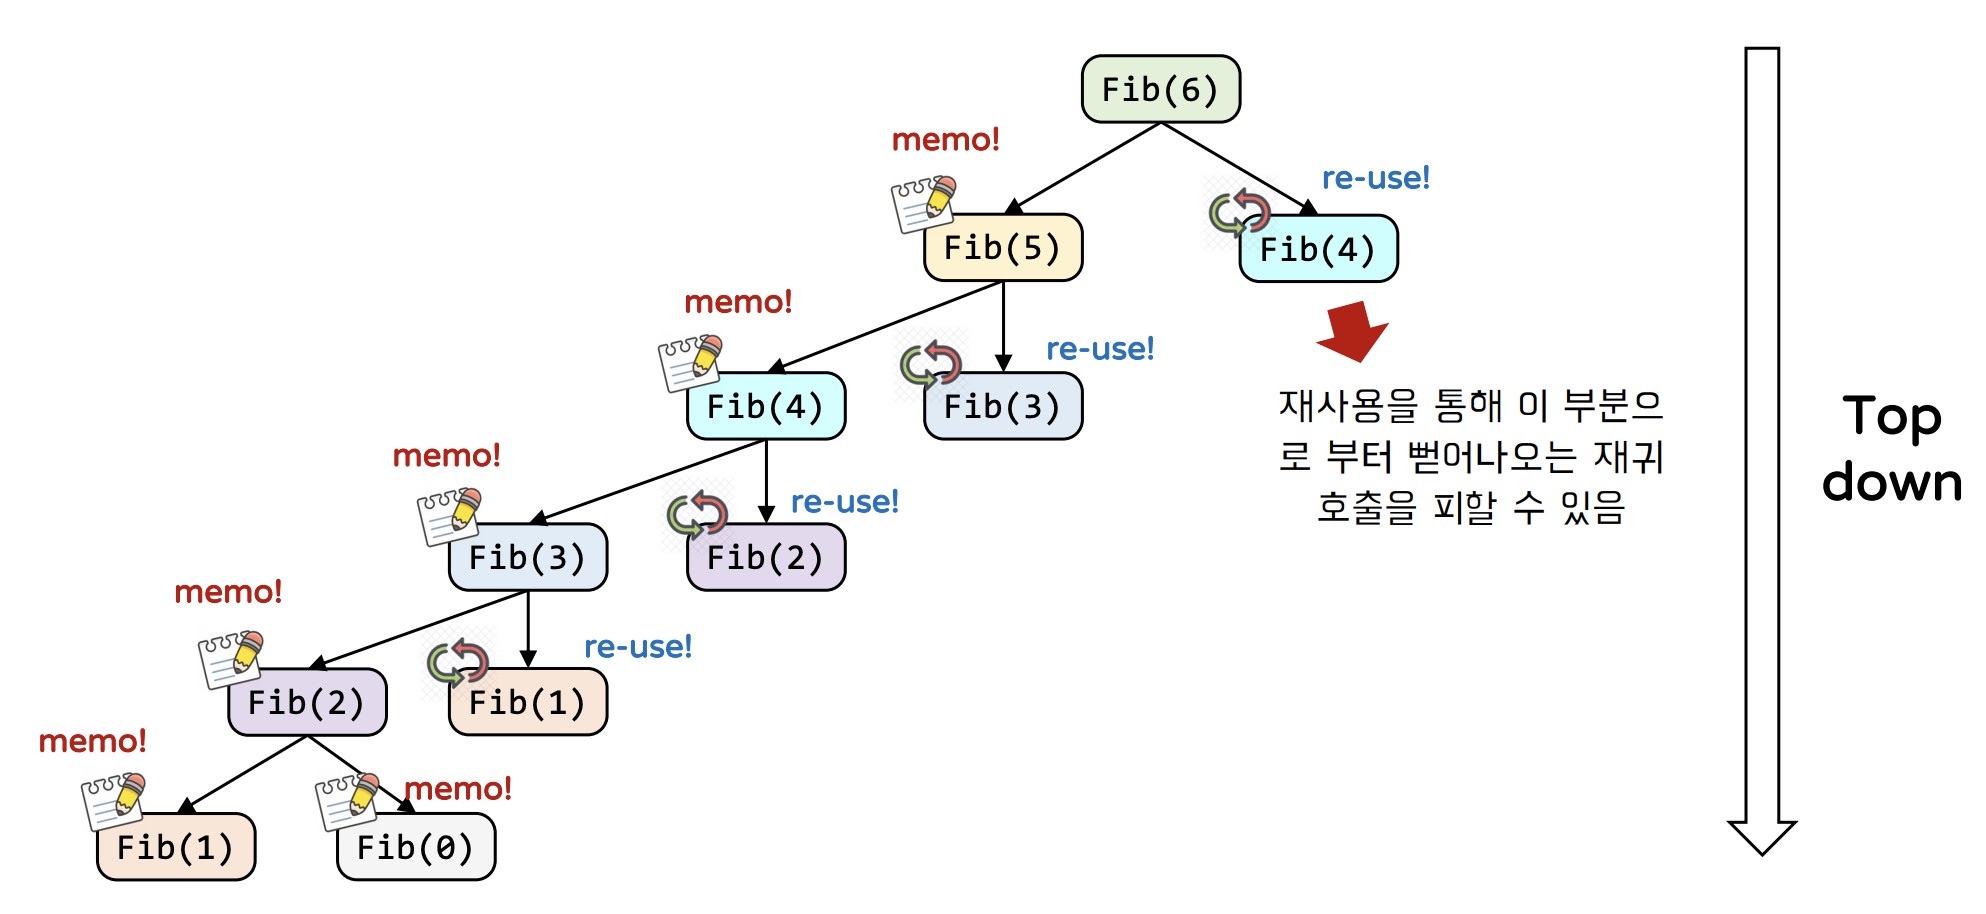 Fib(6)
memo!
re-use!
Fib(5)
Fib(4)
memo!
re-use!
Fib(4)
Fib(3)
재사용을 통해 이 부분으
로 부터 뻗어나오는 재귀
호출을 피할 수 있음
Top
down
memo!
re-use!
Fib(3)
Fib(2)
memo!
re-use!
Fib(2)
Fib(1)
memo!
memo!
Fib(1)
Fib(0)